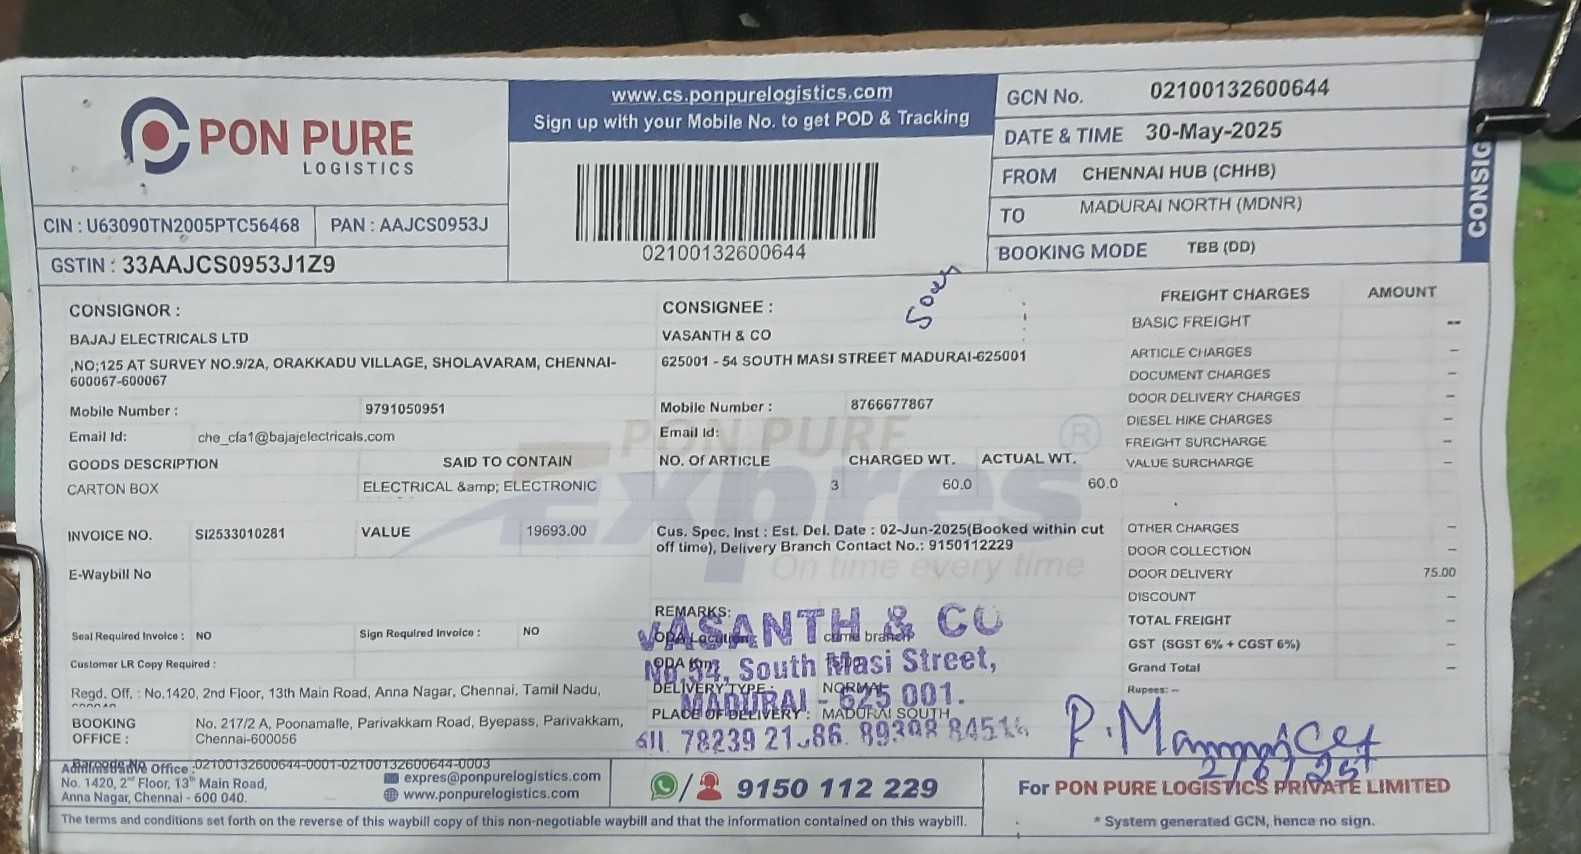 PON PURE
LOGISTICS
CIN : U63090TN2005PTC56468
PAN : AAJCS0953J
GSTIN : 33AAJCS0953J1Z9
www.cs.ponpurelogistics.com
Sign up with your Mobile No. to get POD & Tracking
02100132600644
GCN No. 02100132600644
DATE & TIME 30-May-2025
FROM CHENNAI HUB (CHHB)
TO MADURAI NORTH (MDNR)
BOOKING MODE TBB (DD)
CONSIG
CONSIGNOR :
BAJAJ ELECTRICALS LTD
,NO;125 AT SURVEY NO.9/2A, ORAKKADU VILLAGE, SHOLAVARAM, CHENNAI-
600067-600067
Mobile Number : 9791050951
Email Id: che_cfa1@bajajelectricals.com
GOODS DESCRIPTION SAID TO CONTAIN
CARTON BOX ELECTRICAL &amp; ELECTRONIC
INVOICE NO. SI2533010281 VALUE 19693.00
E-Waybill No
Seal Required Invoice : NO Sign Required Invoice : NO
Customer LR Copy Required :
Regd. Off. : No.1420, 2nd Floor, 13th Main Road, Anna Nagar, Chennai, Tamil Nadu,
BOOKING OFFICE : No. 217/2 A, Poonamalle, Parivakkam Road, Byepass, Parivakkam,
Chennai-600056
CONSIGNEE :
VASANTH & CO
625001 - 54 SOUTH MASI STREET MADURAI-625001
Mobile Number : 8766677867
Email Id:
NO. Of ARTICLE CHARGED WT. ACTUAL WT.
3 60.0 60.0
PON PURE
Expres
On time every time
Cus. Spec. Inst : Est. Del. Date : 02-Jun-2025(Booked within cut
off time), Delivery Branch Contact No.: 9150112229
REMARKS:
ODA Location:
ODA Km:
DELIVERY TYPE : NORMAL
PLACE OF DELIVERY : MADURAI SOUTH
VASANTH & CO
No.54, South Masi Street,
MADURAI - 625 001.
FREIGHT CHARGES AMOUNT
BASIC FREIGHT --
ARTICLE CHARGES –
DOCUMENT CHARGES –
DOOR DELIVERY CHARGES –
DIESEL HIKE CHARGES –
FREIGHT SURCHARGE –
VALUE SURCHARGE –
OTHER CHARGES –
DOOR COLLECTION –
DOOR DELIVERY 75.00
DISCOUNT –
TOTAL FREIGHT –
GST (SGST 6% + CGST 6%) –
Grand Total –
Rupees: --
Barcode No :02100132600644-0001-02100132600644-0003
Administrative Office :
No. 1420, 2nd Floor, 13th Main Road,
Anna Nagar, Chennai - 600 040.
expres@ponpurelogistics.com
www.ponpurelogistics.com
9150 112 229
For PON PURE LOGISTICS PRIVATE LIMITED
The terms and conditions set forth on the reverse of this waybill copy of this non-negotiable waybill and that the information contained on this waybill.
* System generated GCN, hence no sign.